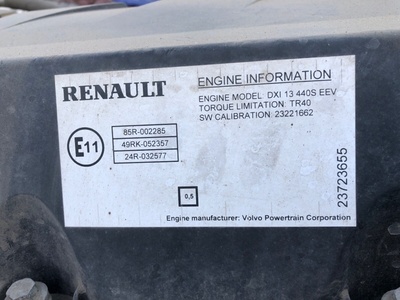 RENAULT
ENGINE INFORMATION
ENGINE MODEL: DXI 13 440S EEV
TORQUE LIMITATION: TR40
SW CALIBRATION: 23221662
E11
85R-002285
49RK-052357
24R-032577
0,5
23723655
Engine manufacturer: Volvo Powertrain Corporation